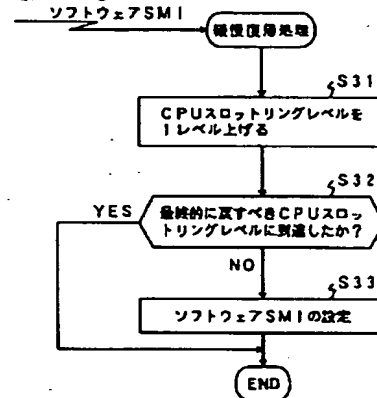 ソフトウェアSMI
緩慢復帰処理
S31
CPUスロットリングレベルを
1レベル上げる
S32
YES
最終的に戻すべきCPUスロッ
トリングレベルに到達したか?
NO
S33
ソフトウェアSMIの設定
END